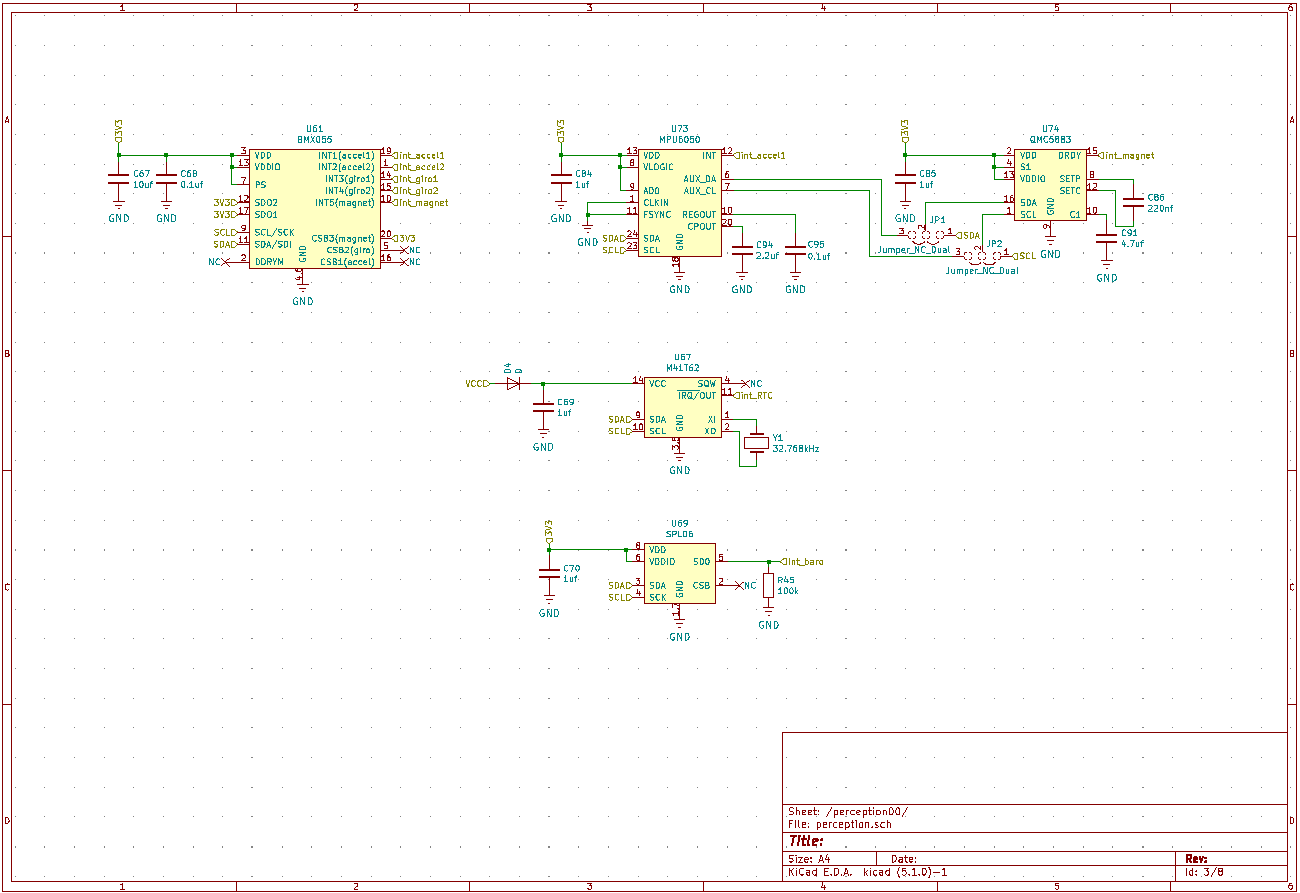 1 2 3 4 5 6
A
B
C
D
U61
BMX055
3V3
C67
10uf
C68
0.1uf
GND
GND
3 VDD
13 VDDIO
7 PS
3V3 12 SDO2
3V3 17 SDO1
SCL 9 SCL/SCK
SDA 11 SDA/SDI
NC 2 DDRYM
INT1(accel1) 19 int_accel1
INT2(accel2) 1 int_accel2
INT3(giro1) 14 int_giro1
INT4(giro2) 15 int_giro2
INT5(magnet) 10 int_magnet
CSB3(magnet) 20 3V3
CSB2(giro) 5 NC
CSB1(accel) 16 NC
GND
GND
U73
MPU6050
3V3
C84
1uf
GND
13 VDD
8 VLOGIC
9 AD0
1 CLKIN
11 FSYNC
GND
SDA 24 SDA
SCL 23 SCL
INT 12 int_accel1
AUX_DA 6
AUX_CL 7
REGOUT 10
CPOUT 20
GND
18
GND
C94
2.2uf
GND
C95
0.1uf
GND
U74
QMC5883
3V3
C85
1uf
GND
2 VDD
4 S1
13 VDDIO
16 SDA
1 SCL
DRDY 15 int_magnet
SETP 8
SETC 12
C1 10
GND
9
GND
C86
220nf
C91
4.7uf
GND
JP1
3 2 1 SDA
Jumper_NC_Dual
JP2
3 2 1 SCL
Jumper_NC_Dual
U67
M41T62
VCC
D4
D
C69
1uf
GND
14 VCC
SDA 9 SDA
SCL 10 SCL
SQW 4 NC
IRQ/OUT 11 int_RTC
XI 1
XO 2
GND
GND
Y1
32.768kHz
U69
SPL06
3V3
C70
1uf
GND
8 VDD
6 VDDIO
SDA 3 SDA
SCL 4 SCK
SDO 5 int_baro
CSB 2 NC
GND
GND
R45
100k
GND
Sheet: /perception00/
File: perception.sch
Title:
Size: A4 Date: Rev:
KiCad E.D.A. kicad (5.1.0)-1 Id: 3/8
1 2 3 4 5 6
A
B
C
D